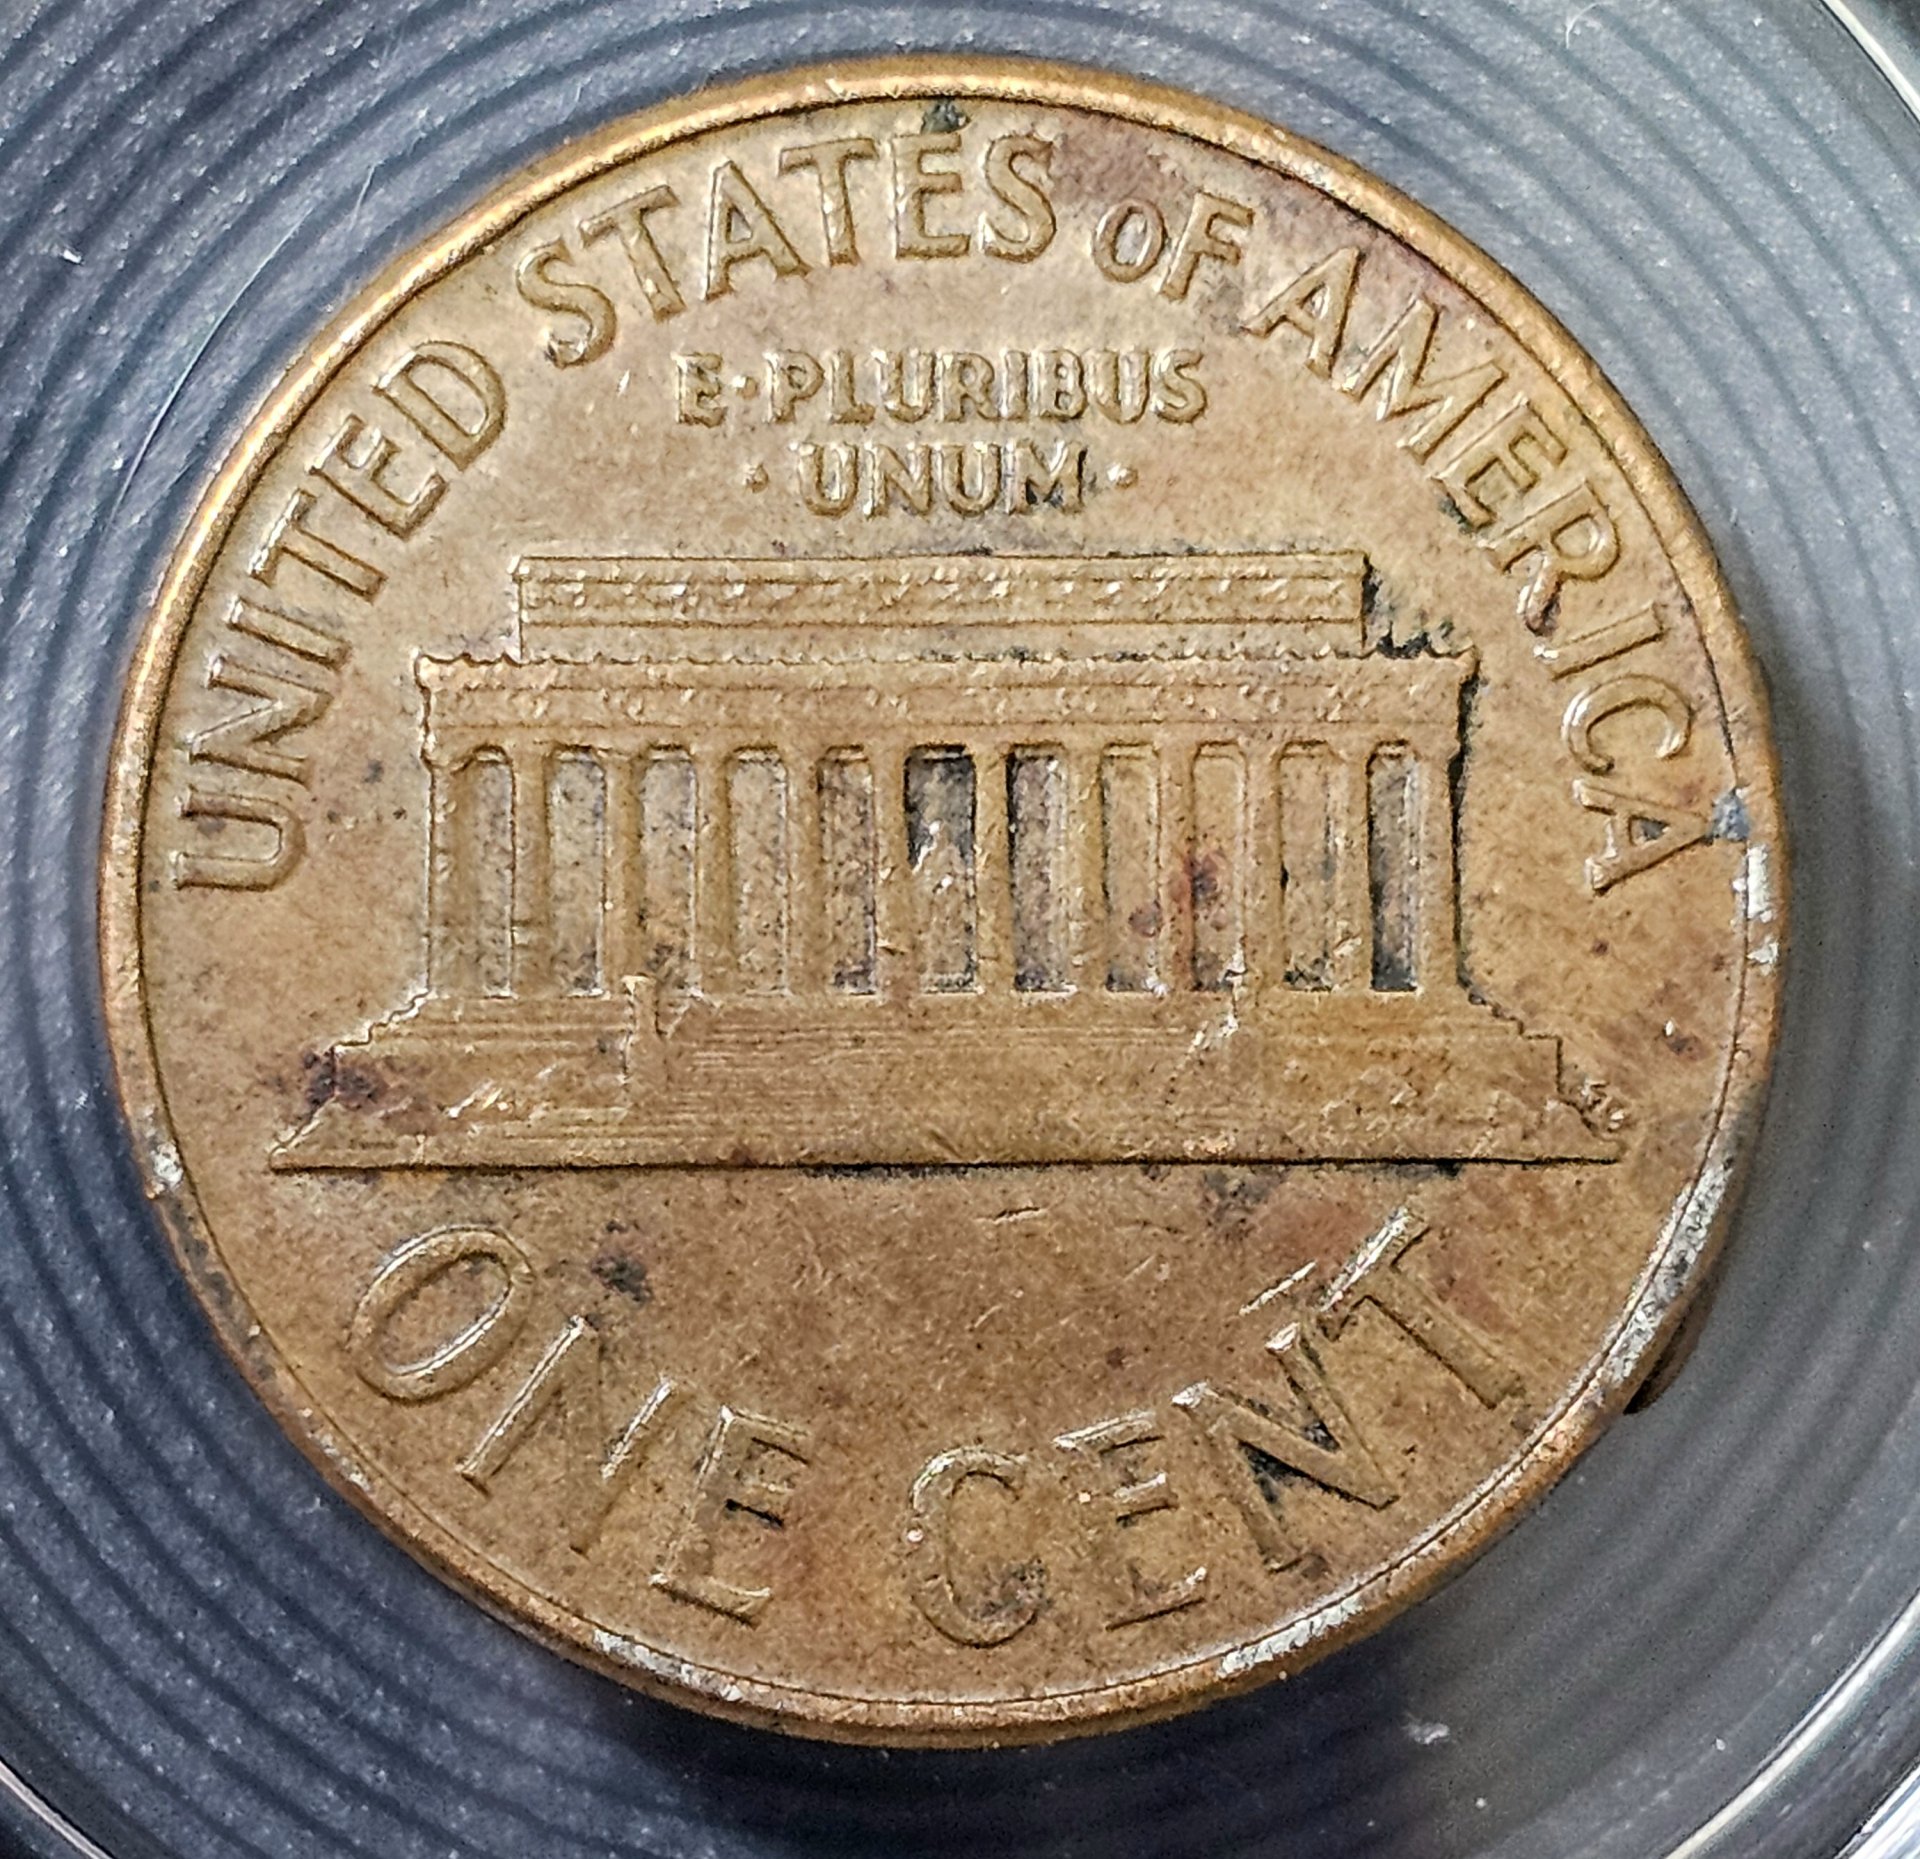 UNITED STATES OF AMERICA
E·PLURIBUS
· UNUM ·
ONE CENT